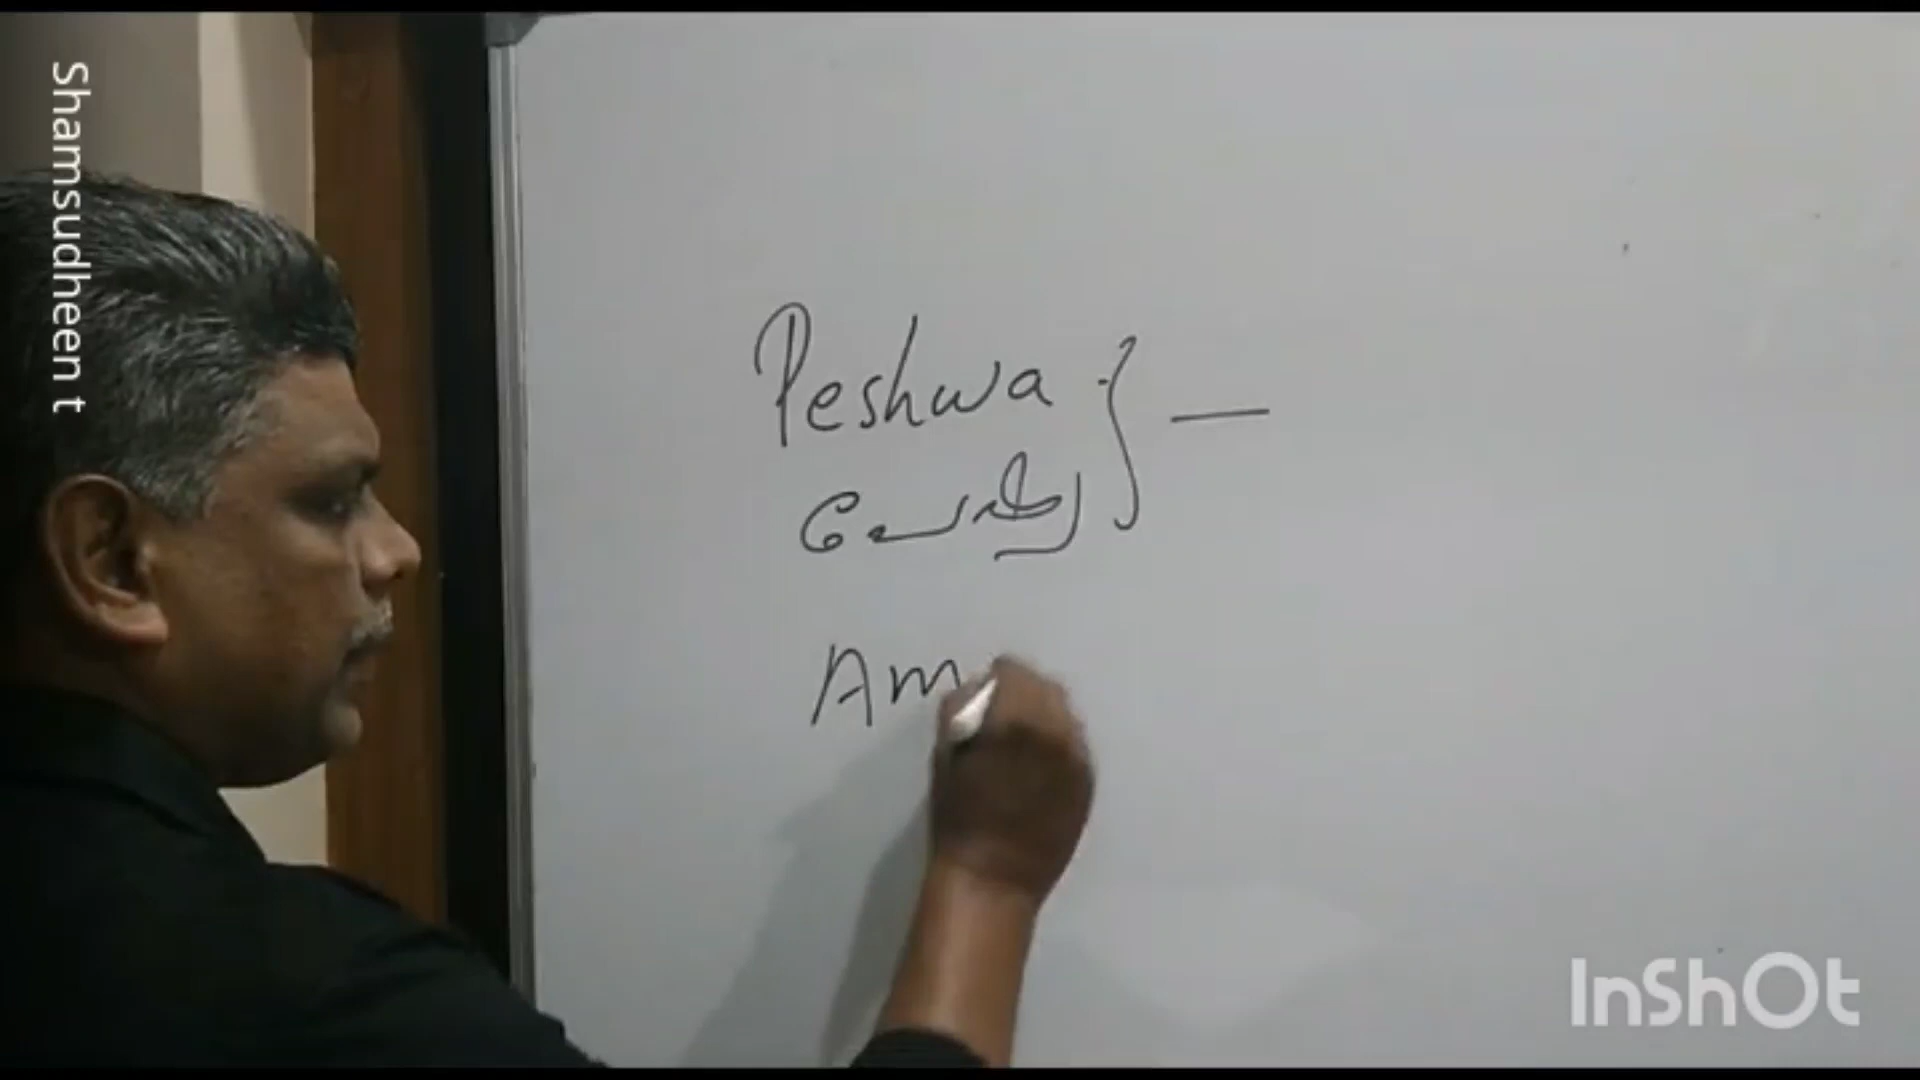 Shamsudheen t
Peshwa } —
പേഷ്വ
Am
InShOt